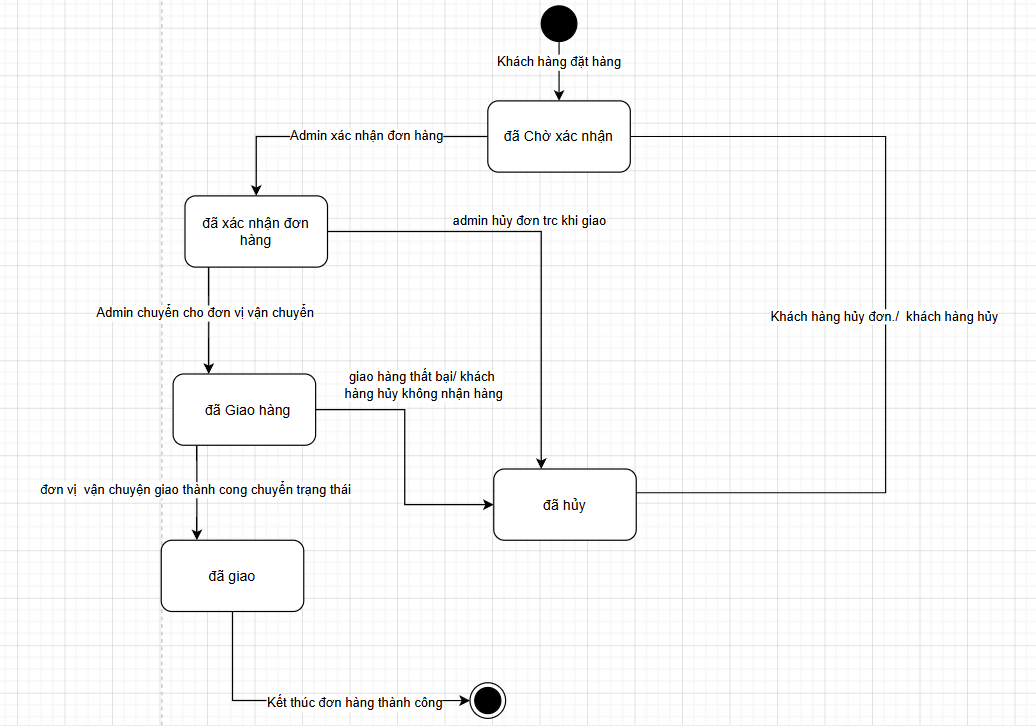 Khách hàng đặt hàng
đã Chờ xác nhận
Admin xác nhận đơn hàng
đã xác nhận đơn
hàng
admin hủy đơn trc khi giao
Admin chuyển cho đơn vị vận chuyển
Khách hàng hủy đơn./ khách hàng hủy
giao hàng thất bại/ khách
hàng hủy không nhận hàng
đã Giao hàng
đơn vị vận chuyện giao thành cong chuyển trạng thái
đã hủy
đã giao
Kết thúc đơn hàng thành công